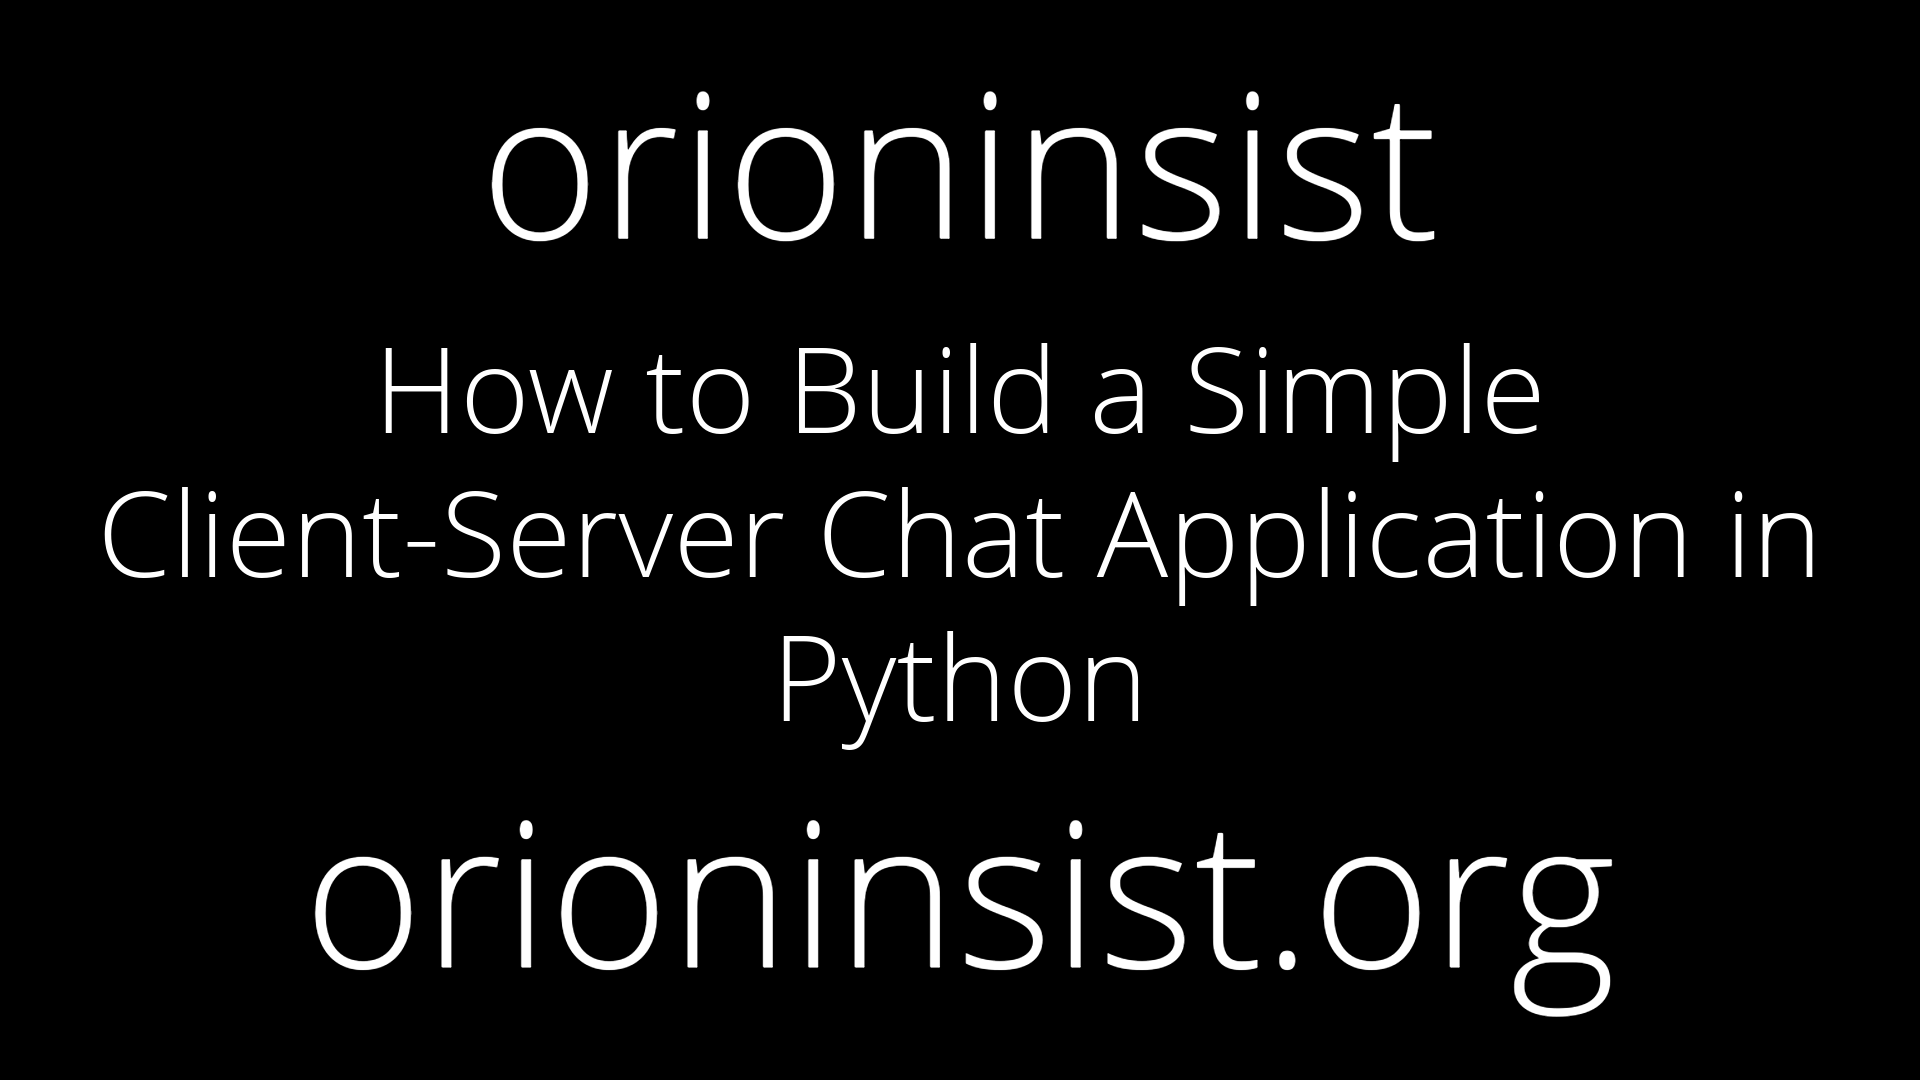 orioninsist
How to Build a Simple
Client-Server Chat Application in
Python
orioninsist.org